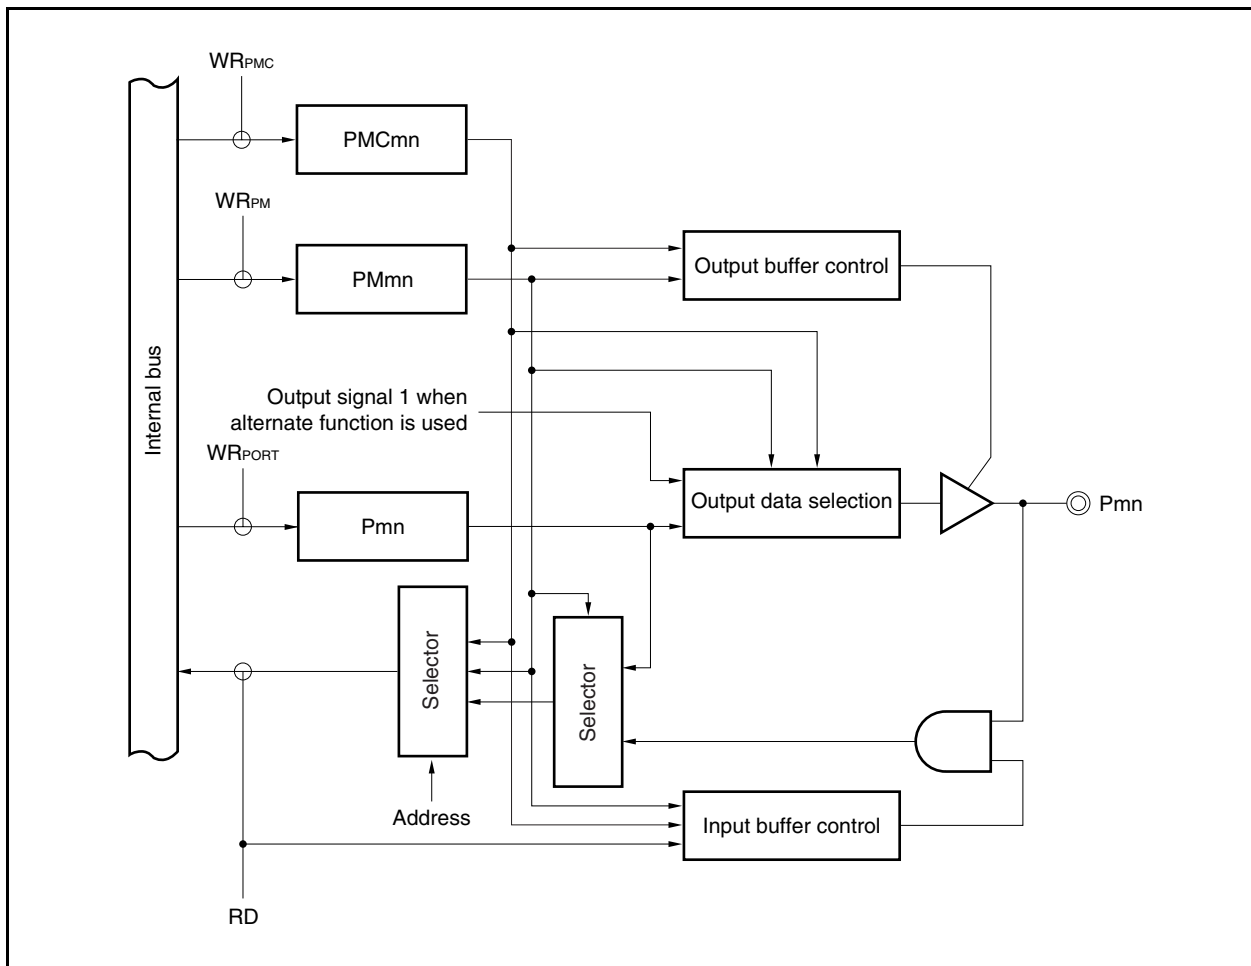 WRPMC
PMCmn
WRPM
PMmn
Output buffer control
Internal bus
Output signal 1 when
alternate function is used
WRPORT
Pmn
Output data selection
Pmn
Selector
Selector
Address
Input buffer control
RD